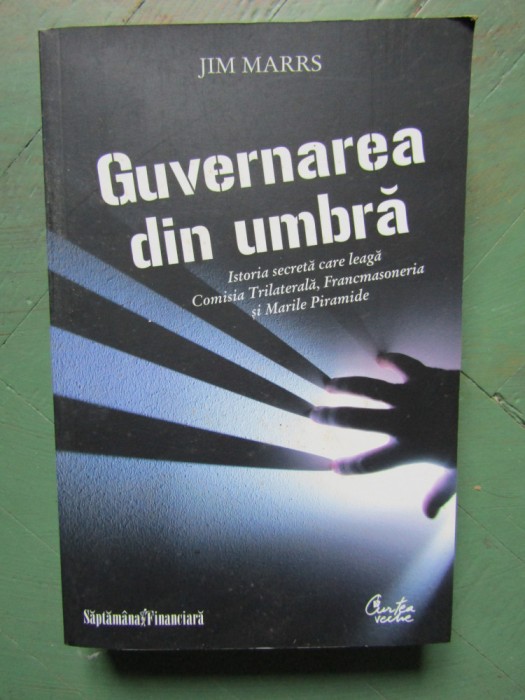 JIM MARRS
Guvernarea
din umbră
Istoria secretă care leagă
Comisia Trilaterală, Francmasoneria
și Marile Piramide
Săptămâna Financiară
Curtea
veche